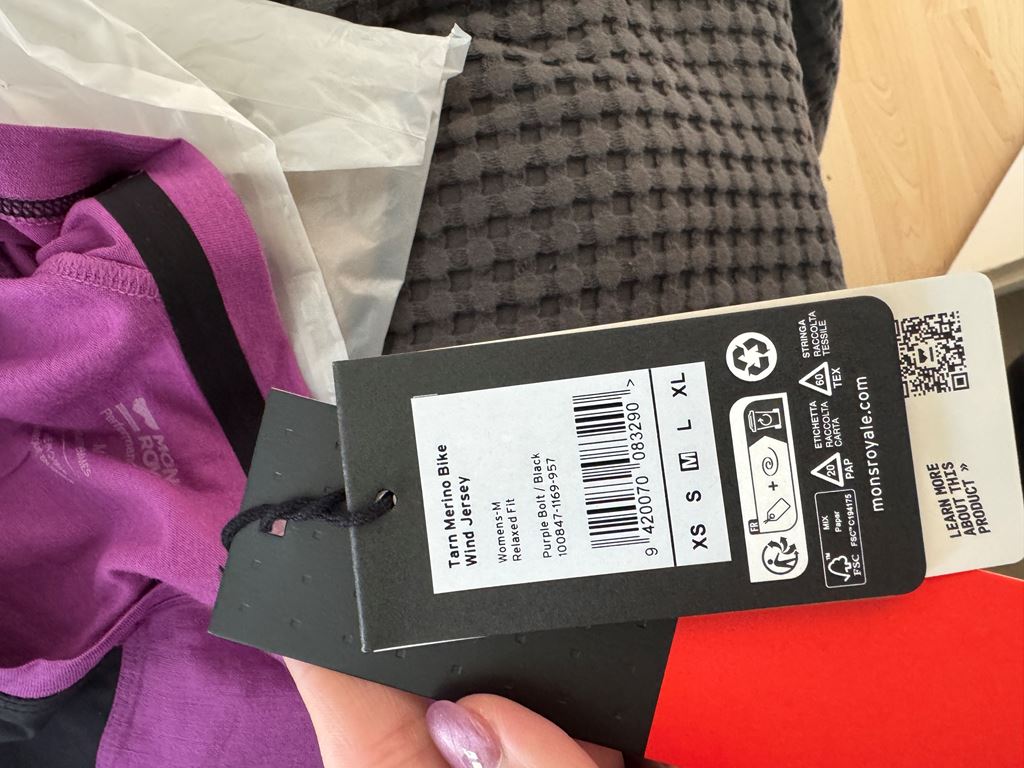 Tarn Merino Bike
Wind Jersey
Womens-M
Relaxed Fit
Purple Bolt / Black
100847-1169-957
9 420070 083290 >
XS S M L XL
FR
+
MIX
Paper
FSC™ C194175
FSC
20
PAP
ETICHETTA
RACCOLTA
CARTA
60
TEX
STRINGA
RACCOLTA
TESSILE
monsroyale.com
LEARN MORE
ABOUT THIS
PRODUCT »
MONS